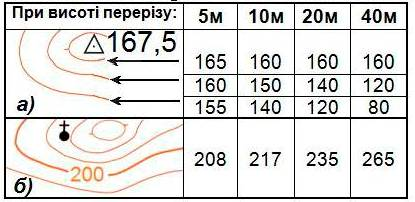 При висоті перерізу: 5м 10м 20м 40м
167,5
165 160 160 160
160 150 140 120
а) 155 140 120 80
200 208 217 235 265
б)